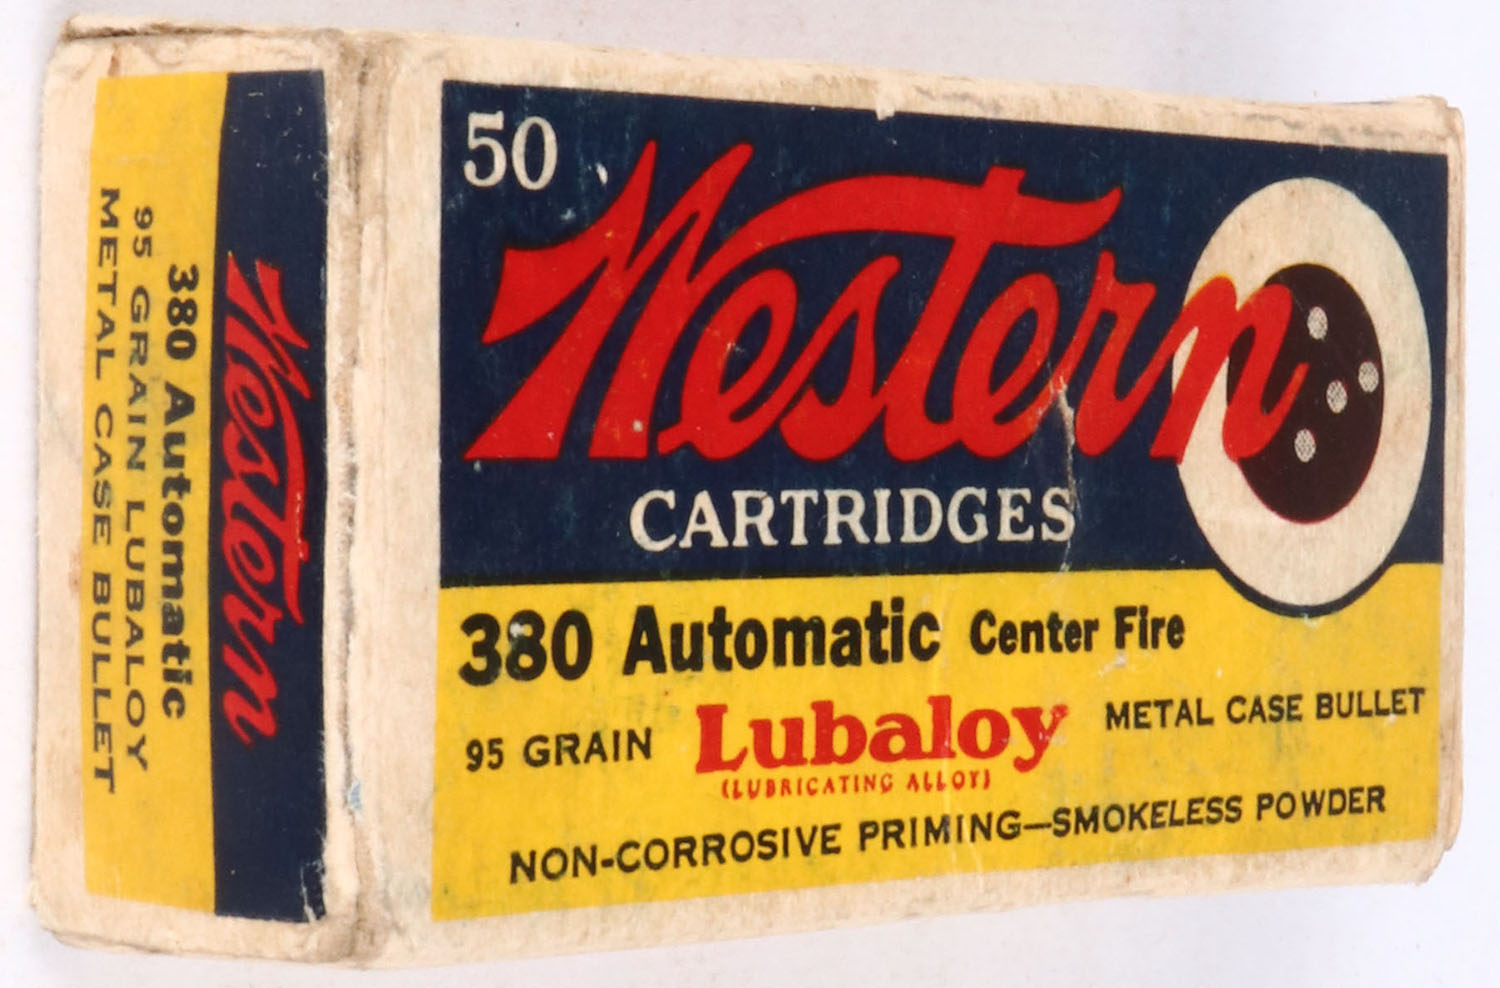 50
Western
CARTRIDGES
380 Automatic Center Fire
95 GRAIN Lubaloy METAL CASE BULLET
(LUBRICATING ALLOY)
NON-CORROSIVE PRIMING—SMOKELESS POWDER
Western
380 Automatic
95 GRAIN LUBALOY
METAL CASE BULLET